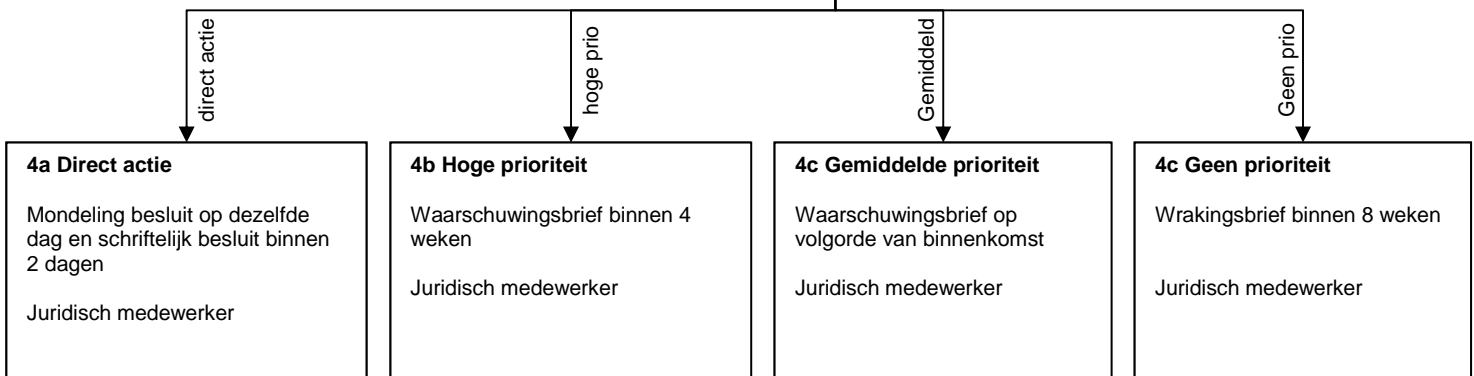 direct actie
hoge prio
Gemiddeld
Geen prio
4a Direct actie
Mondeling besluit op dezelfde
dag en schriftelijk besluit binnen
2 dagen
Juridisch medewerker
4b Hoge prioriteit
Waarschuwingsbrief binnen 4
weken
Juridisch medewerker
4c Gemiddelde prioriteit
Waarschuwingsbrief op
volgorde van binnenkomst
Juridisch medewerker
4c Geen prioriteit
Wrakingsbrief binnen 8 weken
Juridisch medewerker